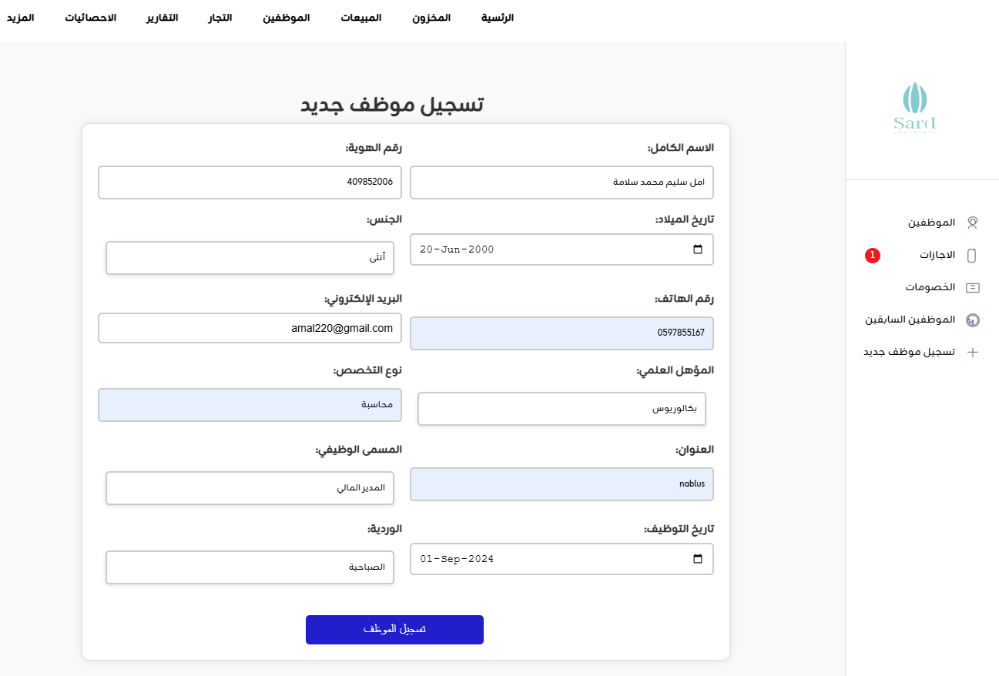 الرئسية المخزون المبيعات الموظفين التجار التقارير الاحصائيات المزيد
Sard
الموظفين
الاجازات 1
الخصومات
الموظفين السابقين
تسجيل موظف جديد
تسجيل موظف جديد
الاسم الكامل: رقم الهوية:
امل سليم محمد سلامة 409852006
تاريخ الميلاد: الجنس:
20-Jun-2000 أنثى
رقم الهاتف: البريد الإلكتروني:
0597855167 amal220@gmail.com
المؤهل العلمي: نوع التخصص:
بكالوريوس محاسبة
العنوان: المسمى الوظيفي:
nablus المدير المالي
تاريخ التوظيف: الوردية:
01-Sep-2024 الصباحية
تسجيل الموظف